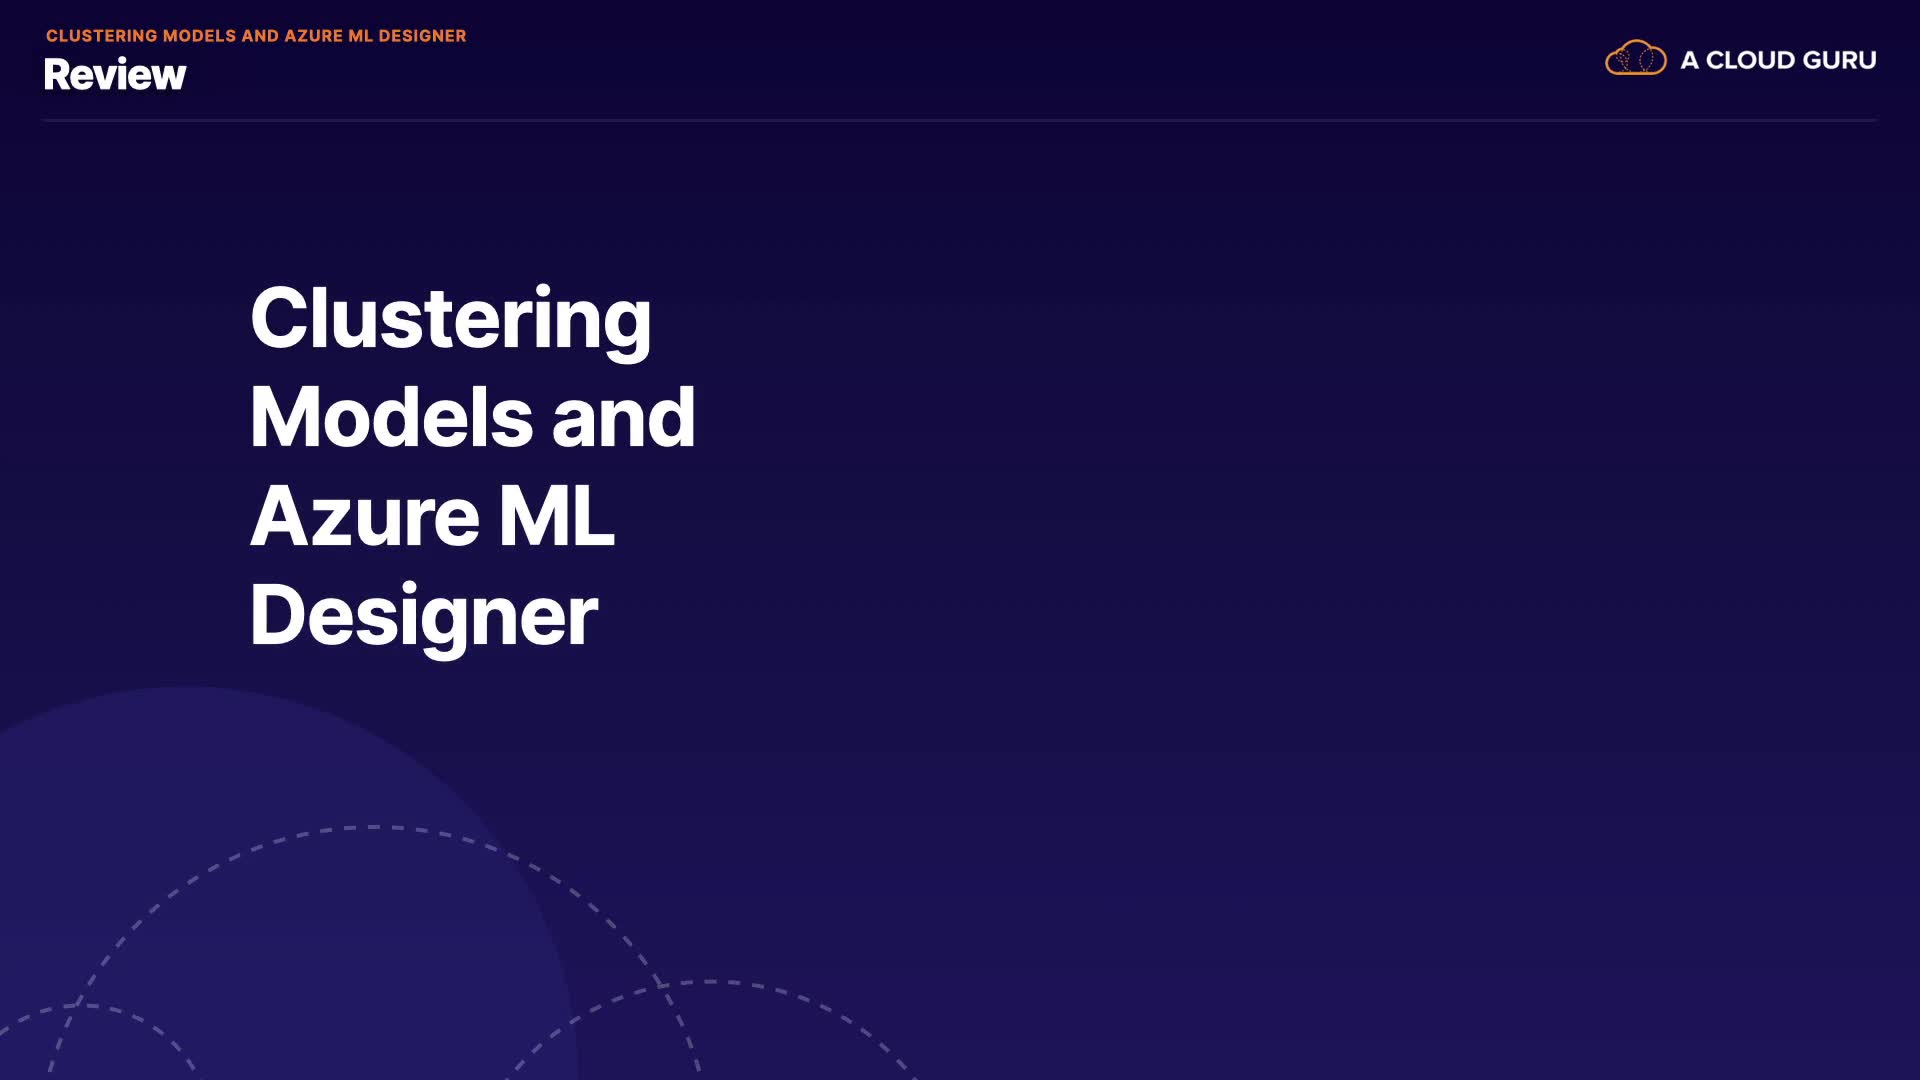 CLUSTERING MODELS AND AZURE ML DESIGNER
Review
A CLOUD GURU
Clustering
Models and
Azure ML
Designer